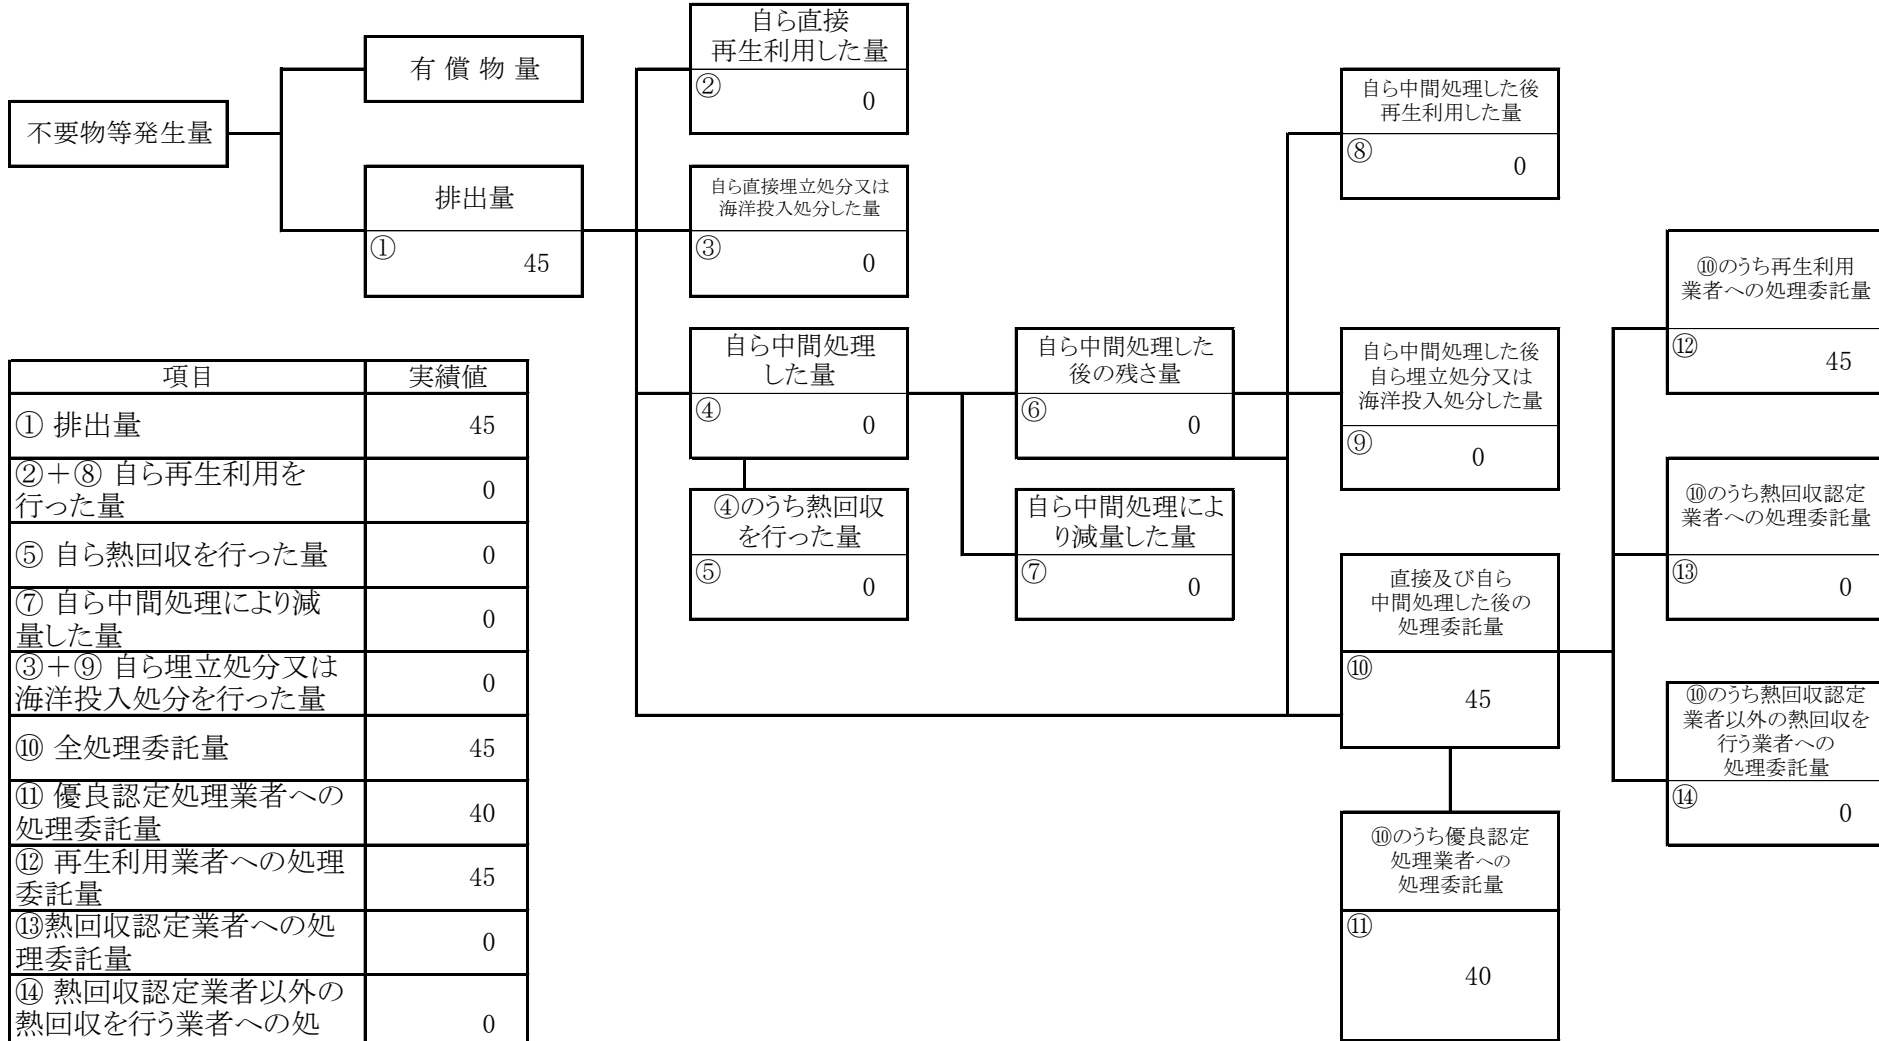 不要物等発生量
有 償 物 量
排出量
①
45
自ら直接
再生利用した量
②
0
自ら直接埋立処分又は
海洋投入処分した量
③
0
自ら中間処理
した量
④
0
④のうち熱回収
を行った量
⑤
0
自ら中間処理した
後の残さ量
⑥
0
自ら中間処理によ
り減量した量
⑦
0
自ら中間処理した後
再生利用した量
⑧
0
自ら中間処理した後
自ら埋立処分又は
海洋投入処分した量
⑨
0
直接及び自ら
中間処理した後の
処理委託量
⑩
45
⑩のうち優良認定
処理業者への
処理委託量
⑪
40
⑩のうち再生利用
業者への処理委託量
⑫
45
⑩のうち熱回収認定
業者への処理委託量
⑬
0
⑩のうち熱回収認定
業者以外の熱回収を
行う業者への
処理委託量
⑭
0
項目 実績値
① 排出量 45
②＋⑧ 自ら再生利用を
行った量 0
⑤ 自ら熱回収を行った量 0
⑦ 自ら中間処理により減
量した量 0
③＋⑨ 自ら埋立処分又は
海洋投入処分を行った量 0
⑩ 全処理委託量 45
⑪ 優良認定処理業者への
処理委託量 40
⑫ 再生利用業者への処理
委託量 45
⑬熱回収認定業者への処
理委託量 0
⑭ 熱回収認定業者以外の
熱回収を行う業者への処 0